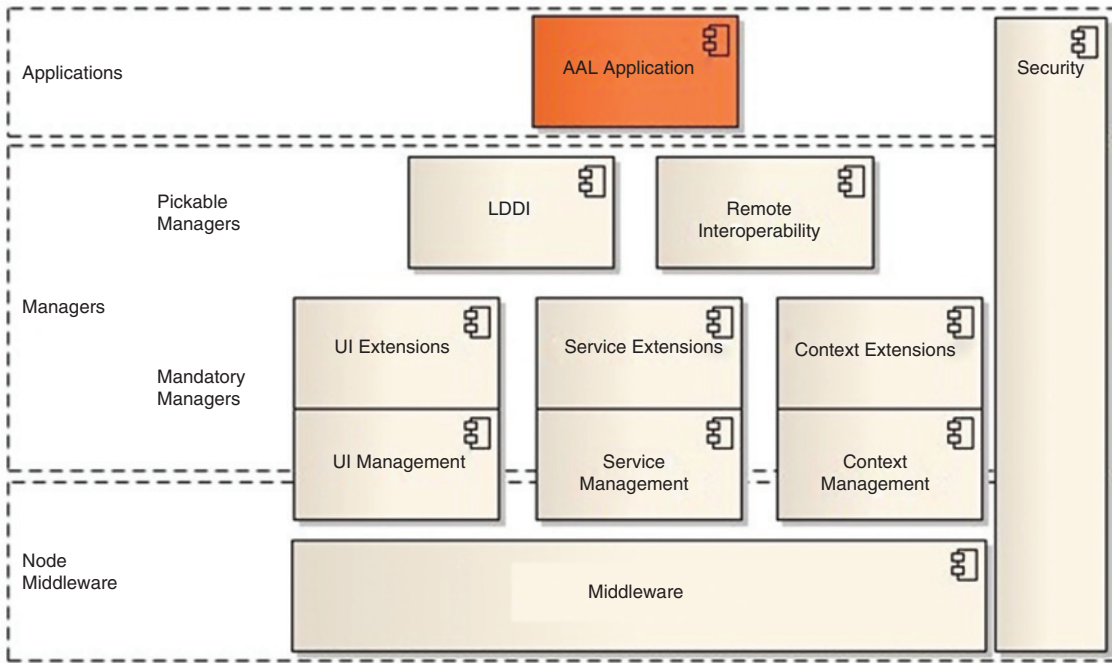 Applications
AAL Application
Security
Pickable
Managers
LDDI
Remote
Interoperability
Managers
Mandatory
Managers
UI Extensions
Service Extensions
Context Extensions
UI Management
Service
Management
Context
Management
Node
Middleware
Middleware